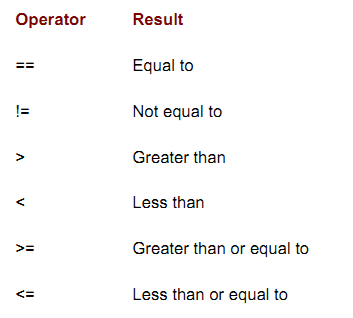 Operator Result
== Equal to
!= Not equal to
> Greater than
< Less than
>= Greater than or equal to
<= Less than or equal to